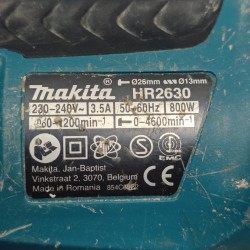 Ø26mm Ø13mm
makita HR2630
230-240V~ 3.5A 50-60Hz 800W
0-1200min⁻¹ 0-4600min⁻¹
S
EMC
Makita, Jan-Baptist
Vinkstraat 2, 3070, Belgium
Made in Romania